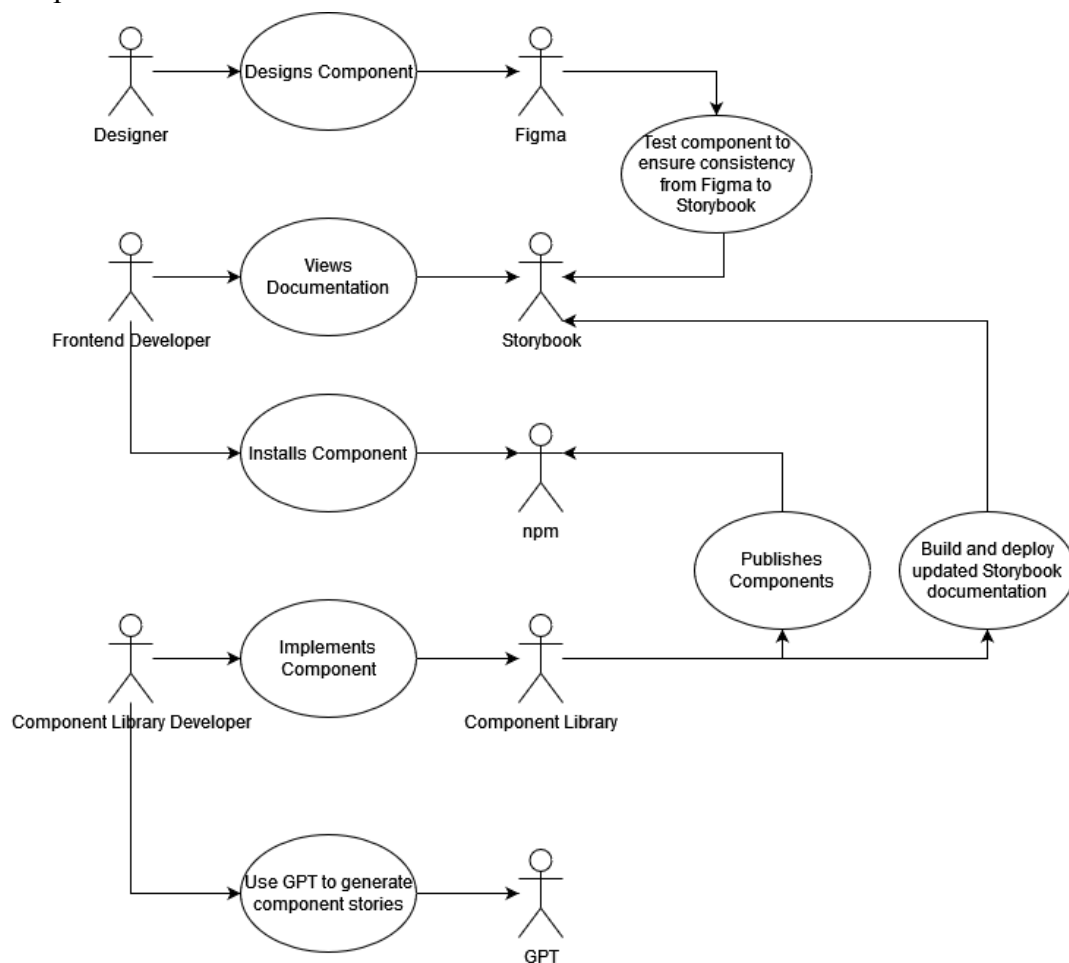 Designs Component
Designer
Figma
Test component to
ensure consistency
from Figma to
Storybook
Views
Documentation
Frontend Developer
Storybook
Installs Component
npm
Publishes
Components
Build and deploy
updated Storybook
documentation
Implements
Component
Component Library Developer
Component Library
Use GPT to generate
component stories
GPT